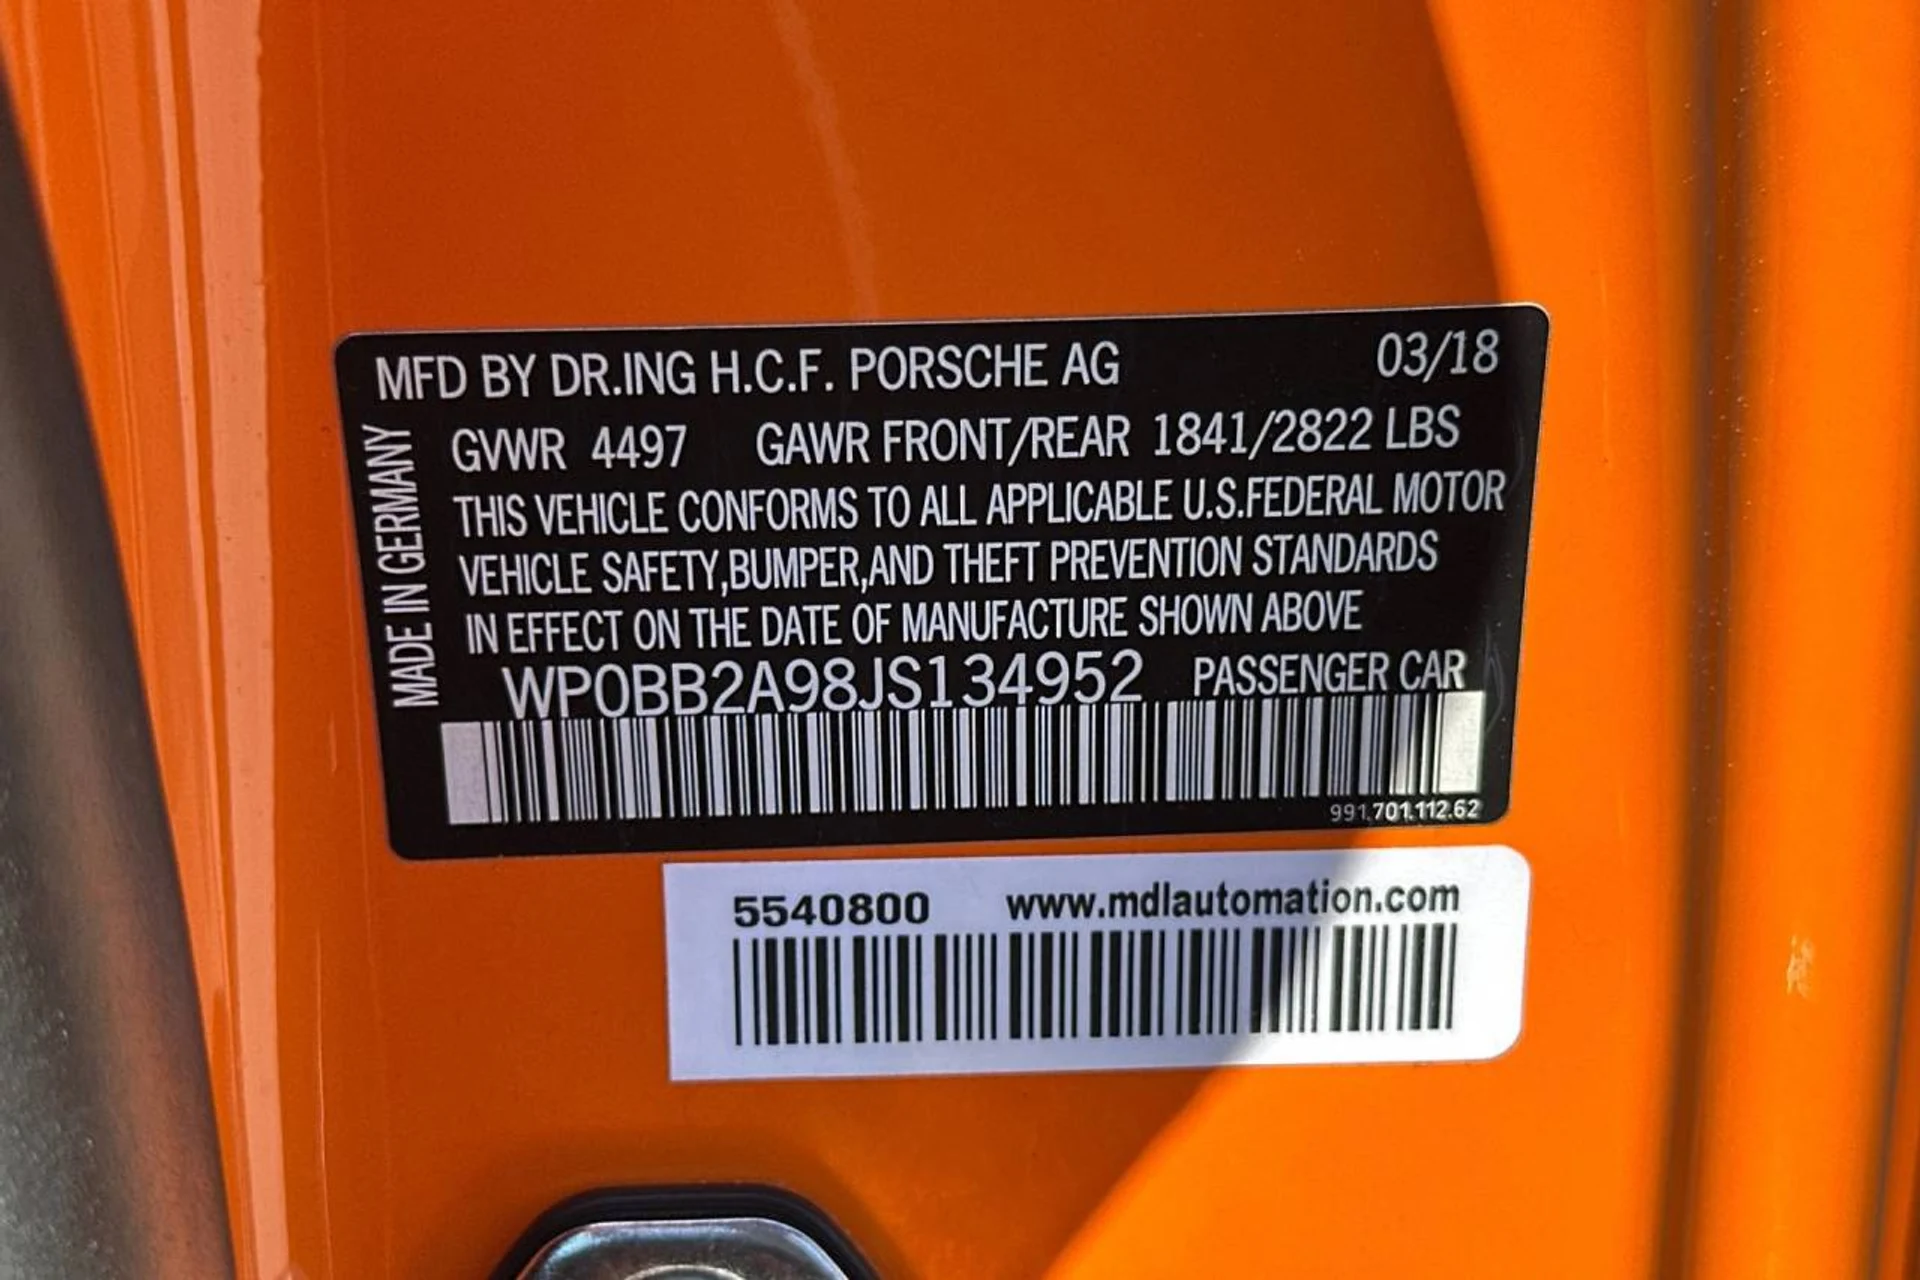 MFD BY DR.ING H.C.F. PORSCHE AG 03/18
GVWR 4497 GAWR FRONT/REAR 1841/2822 LBS
THIS VEHICLE CONFORMS TO ALL APPLICABLE U.S.FEDERAL MOTOR
VEHICLE SAFETY,BUMPER,AND THEFT PREVENTION STANDARDS
IN EFFECT ON THE DATE OF MANUFACTURE SHOWN ABOVE
WP0BB2A98JS134952 PASSENGER CAR
MADE IN GERMANY
991.701.112.62
5540800 www.mdlautomation.com